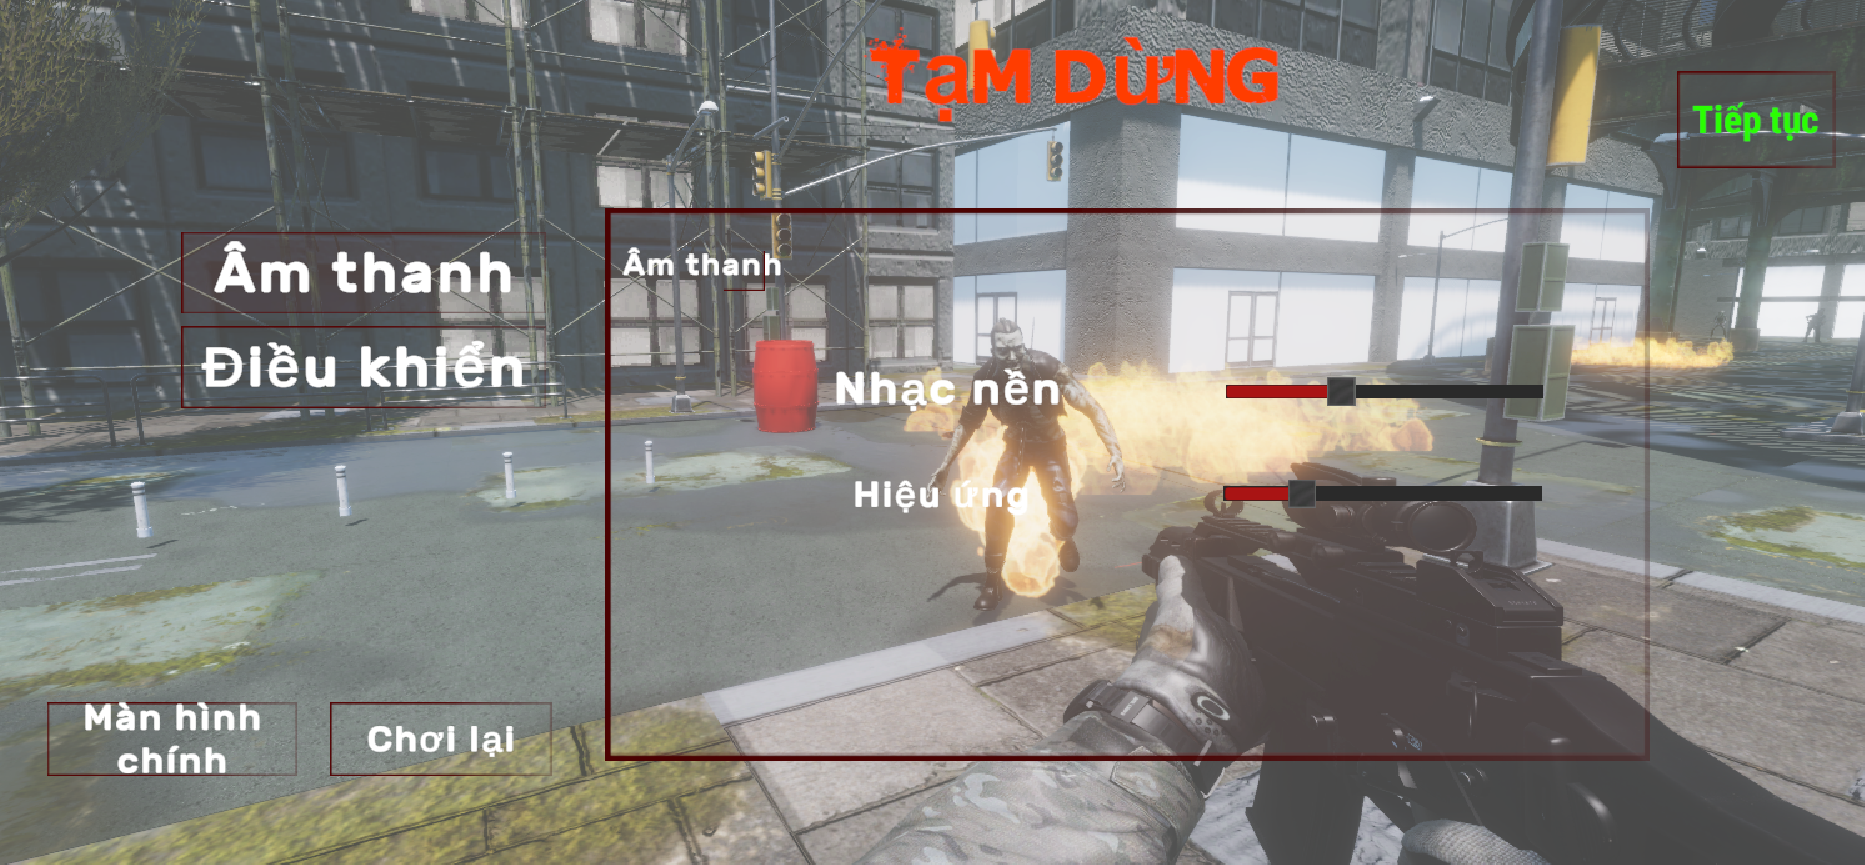 TẠM DỪNG
Tiếp tục
Âm thanh
Điều khiển
Âm thanh
Nhạc nền
Hiệu ứng
Màn hình
chính
Chơi lại